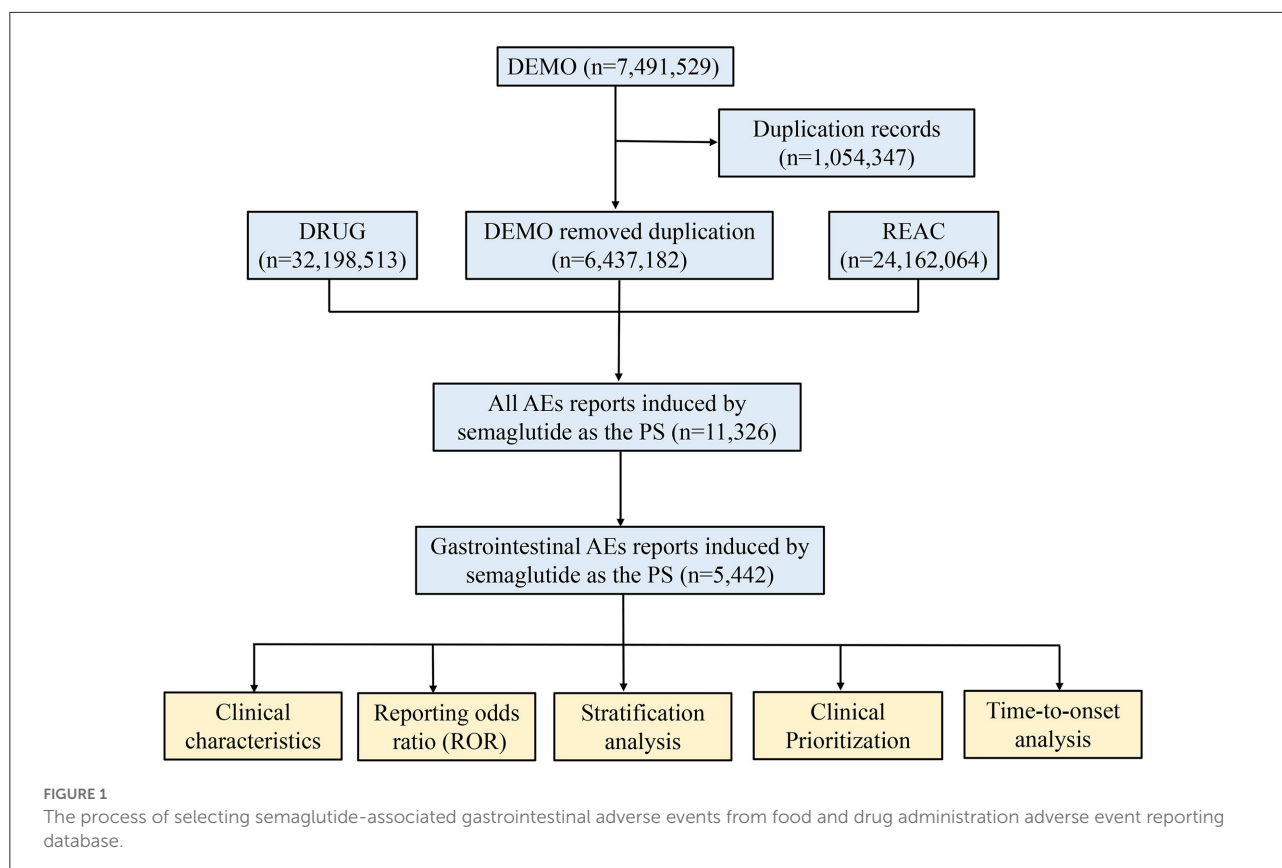 DEMO (n=7,491,529)
Duplication records
(n=1,054,347)
DRUG
(n=32,198,513)
DEMO removed duplication
(n=6,437,182)
REAC
(n=24,162,064)
All AEs reports induced by
semaglutide as the PS (n=11,326)
Gastrointestinal AEs reports induced by
semaglutide as the PS (n=5,442)
Clinical
characteristics
Reporting odds
ratio (ROR)
Stratification
analysis
Clinical
Prioritization
Time-to-onset
analysis
FIGURE 1
The process of selecting semaglutide-associated gastrointestinal adverse events from food and drug administration adverse event reporting
database.